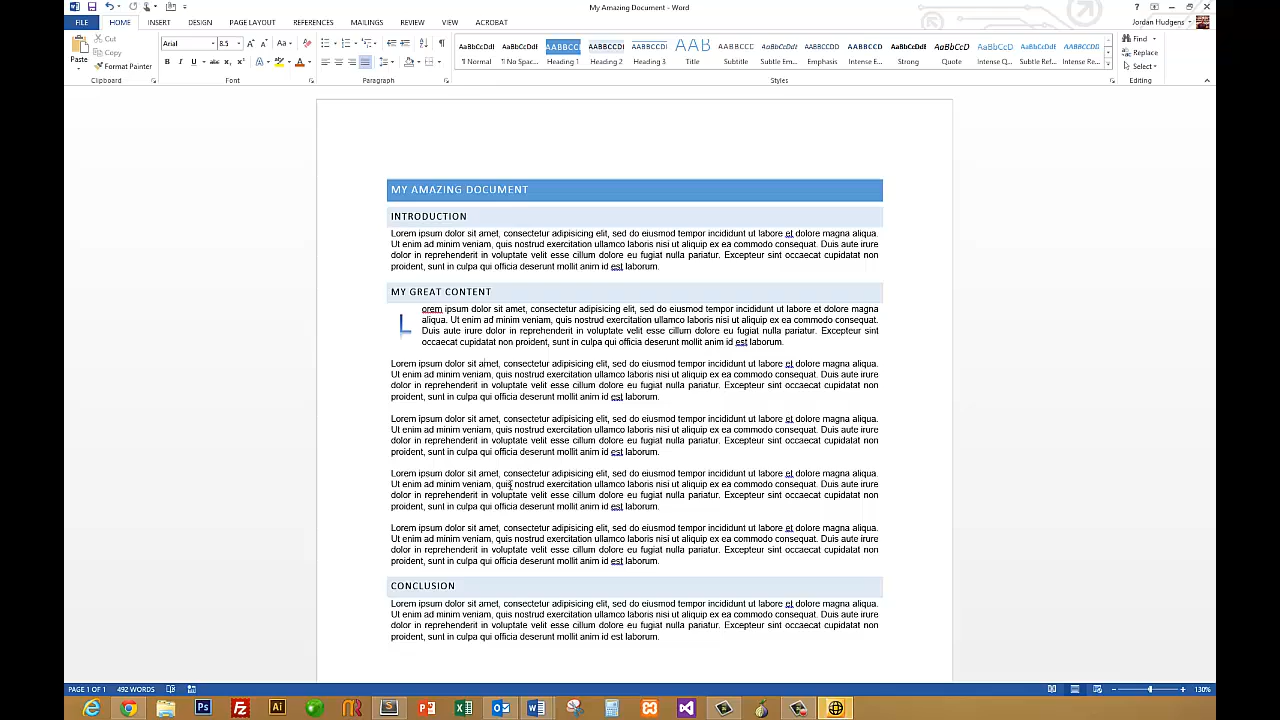 My Amazing Document - Word
FILE HOME INSERT DESIGN PAGE LAYOUT REFERENCES MAILINGS REVIEW VIEW ACROBAT
Jordan Hudgens
Paste
Cut
Copy
Format Painter
Arial 8.5
AaBbCcDdI AaBbCcDdI AABBCCI AABBCCDI AABBCCDI AAB AABBCCC AaBbCcDdE AABBCCDD AABBCCDI AaBbCcDdt AaBbCcD AaBbCcD AaBbCcDdE AABBCCDD
¶ Normal ¶ No Spac... Heading 1 Heading 2 Heading 3 Title Subtitle Subtle Em... Emphasis Intense E... Strong Quote Intense Q... Subtle Ref... Intense Re...
Find
Replace
Select
Clipboard Font Paragraph Styles Editing
MY AMAZING DOCUMENT
INTRODUCTION
Lorem ipsum dolor sit amet, consectetur adipisicing elit, sed do eiusmod tempor incididunt ut labore et dolore magna aliqua.
Ut enim ad minim veniam, quis nostrud exercitation ullamco laboris nisi ut aliquip ex ea commodo consequat. Duis aute irure
dolor in reprehenderit in voluptate velit esse cillum dolore eu fugiat nulla pariatur. Excepteur sint occaecat cupidatat non
proident, sunt in culpa qui officia deserunt mollit anim id est laborum.
MY GREAT CONTENT
Lorem ipsum dolor sit amet, consectetur adipisicing elit, sed do eiusmod tempor incididunt ut labore et dolore magna
aliqua. Ut enim ad minim veniam, quis nostrud exercitation ullamco laboris nisi ut aliquip ex ea commodo consequat.
Duis aute irure dolor in reprehenderit in voluptate velit esse cillum dolore eu fugiat nulla pariatur. Excepteur sint
occaecat cupidatat non proident, sunt in culpa qui officia deserunt mollit anim id est laborum.
Lorem ipsum dolor sit amet, consectetur adipisicing elit, sed do eiusmod tempor incididunt ut labore et dolore magna aliqua.
Ut enim ad minim veniam, quis nostrud exercitation ullamco laboris nisi ut aliquip ex ea commodo consequat. Duis aute irure
dolor in reprehenderit in voluptate velit esse cillum dolore eu fugiat nulla pariatur. Excepteur sint occaecat cupidatat non
proident, sunt in culpa qui officia deserunt mollit anim id est laborum.
Lorem ipsum dolor sit amet, consectetur adipisicing elit, sed do eiusmod tempor incididunt ut labore et dolore magna aliqua.
Ut enim ad minim veniam, quis nostrud exercitation ullamco laboris nisi ut aliquip ex ea commodo consequat. Duis aute irure
dolor in reprehenderit in voluptate velit esse cillum dolore eu fugiat nulla pariatur. Excepteur sint occaecat cupidatat non
proident, sunt in culpa qui officia deserunt mollit anim id est laborum.
Lorem ipsum dolor sit amet, consectetur adipisicing elit, sed do eiusmod tempor incididunt ut labore et dolore magna aliqua.
Ut enim ad minim veniam, quis nostrud exercitation ullamco laboris nisi ut aliquip ex ea commodo consequat. Duis aute irure
dolor in reprehenderit in voluptate velit esse cillum dolore eu fugiat nulla pariatur. Excepteur sint occaecat cupidatat non
proident, sunt in culpa qui officia deserunt mollit anim id est laborum.
Lorem ipsum dolor sit amet, consectetur adipisicing elit, sed do eiusmod tempor incididunt ut labore et dolore magna aliqua.
Ut enim ad minim veniam, quis nostrud exercitation ullamco laboris nisi ut aliquip ex ea commodo consequat. Duis aute irure
dolor in reprehenderit in voluptate velit esse cillum dolore eu fugiat nulla pariatur. Excepteur sint occaecat cupidatat non
proident, sunt in culpa qui officia deserunt mollit anim id est laborum.
CONCLUSION
Lorem ipsum dolor sit amet, consectetur adipisicing elit, sed do eiusmod tempor incididunt ut labore et dolore magna aliqua.
Ut enim ad minim veniam, quis nostrud exercitation ullamco laboris nisi ut aliquip ex ea commodo consequat. Duis aute irure
dolor in reprehenderit in voluptate velit esse cillum dolore eu fugiat nulla pariatur. Excepteur sint occaecat cupidatat non
proident, sunt in culpa qui officia deserunt mollit anim id est laborum.
PAGE 1 OF 1 492 WORDS 130%